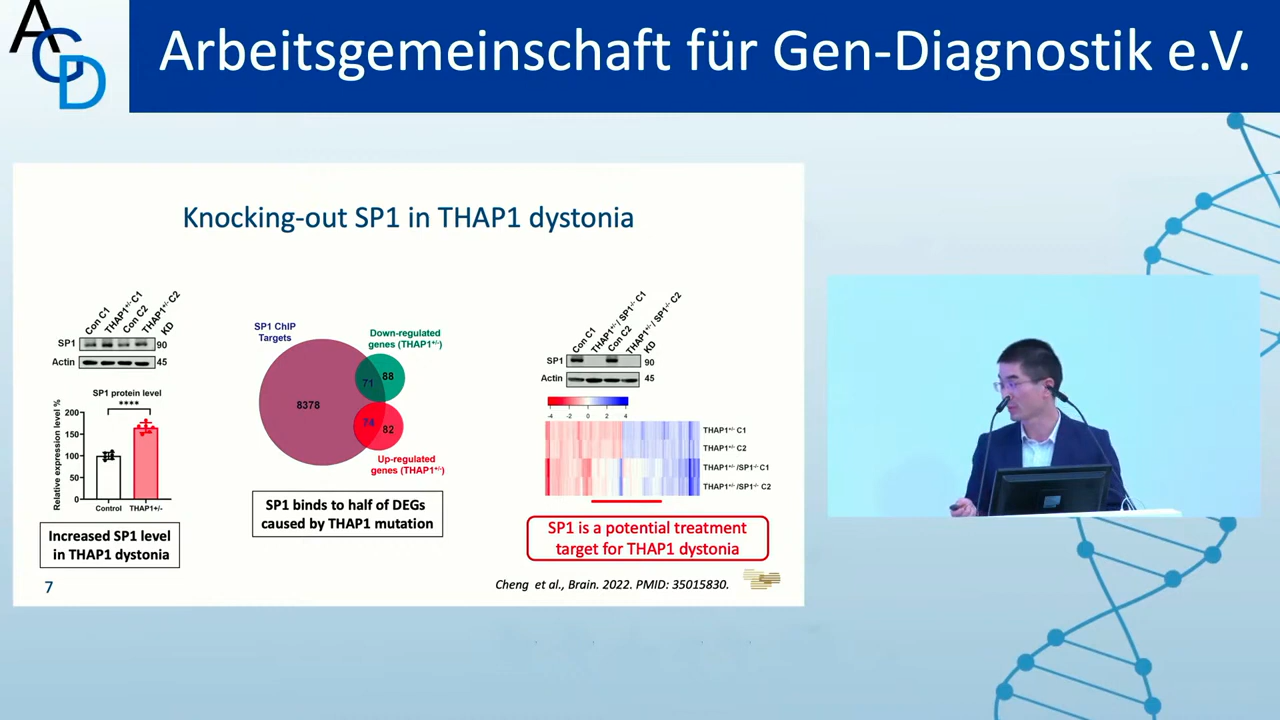 AGD
Arbeitsgemeinschaft für Gen-Diagnostik e.V.
Knocking-out SP1 in THAP1 dystonia
Con C1
THAP1+/- C1
Con C2
THAP1+/- C2
KD
SP1
90
Actin
45
SP1 protein level
****
Relative expression level %
200
150
100
50
0
Control
THAP1+/-
Increased SP1 level
in THAP1 dystonia
SP1 ChIP
Targets
Down-regulated
genes (THAP1+/-)
8378
71
88
74
82
Up-regulated
genes (THAP1+/-)
SP1 binds to half of DEGs
caused by THAP1 mutation
Con C1
THAP1+/-/ SP1-/- C1
Con C2
THAP1+/-/ SP1-/- C2
KD
SP1
90
Actin
45
-4 -2 0 2 4
THAP1+/- C1
THAP1+/- C2
THAP1+/- /SP1-/- C1
THAP1+/- /SP1-/- C2
SP1 is a potential treatment
target for THAP1 dystonia
7
Cheng et al., Brain. 2022. PMID: 35015830.